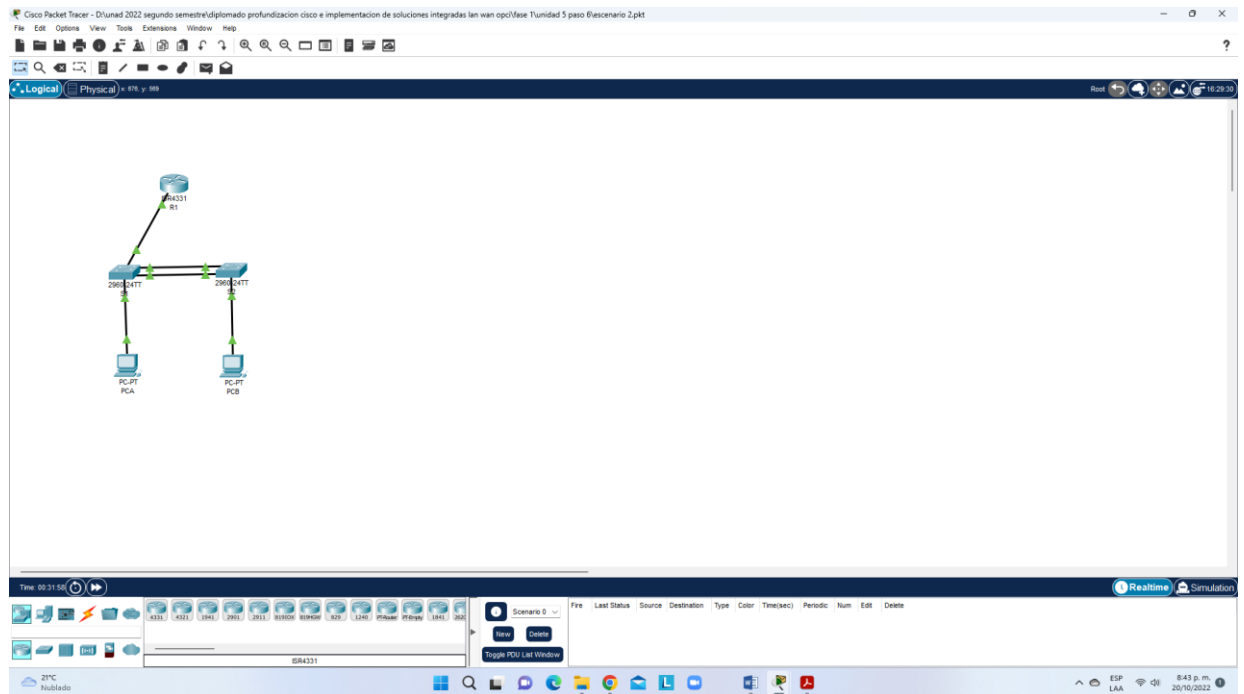 Cisco Packet Tracer - D:\unad 2022 segundo semestre\diplomado profundizacion cisco e implementacion de soluciones integradas lan wan opci\fase 1\unidad 5 paso 6\escenario 2.pkt
File Edit Options View Tools Extensions Window Help
?
Logical Physical x: 676, y: 569 Root 16:29:30
ISR4331
R1
2960-24TT
2960-24TT
PC-PT
PCA
PC-PT
PCB
Time: 00:31:58 Realtime Simulation
4331 4321 1941 2901 2911 819IOX 819HGW 829 1240 PT-Router PT-Empty 1841
ISR4331
Scenario 0
New Delete
Toggle PDU List Window
Fire Last Status Source Destination Type Color Time(sec) Periodic Num Edit Delete
21°C
Nublado
ESP
LAA
8:43 p. m.
20/10/2022